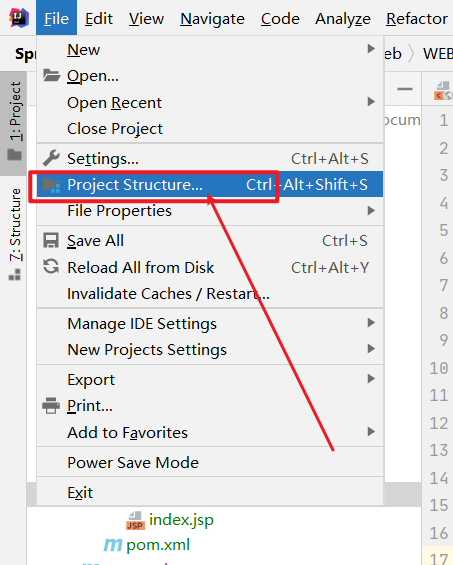 File Edit View Navigate Code Analyze Refactor
Spr
eb
WEB
New
Open...
Open Recent
ocum
Close Project
Settings... Ctrl+Alt+S
Project Structure... Ctrl+Alt+Shift+S
File Properties
Save All Ctrl+S
Reload All from Disk Ctrl+Alt+Y
Invalidate Caches / Restart...
Manage IDE Settings
New Projects Settings
Export
Print...
Add to Favorites
Power Save Mode
Exit
JSP index.jsp
m pom.xml
1: Project
7: Structure
1
2
3
4
5
6
7
8
9
10
11
12
13
14
15
16
17